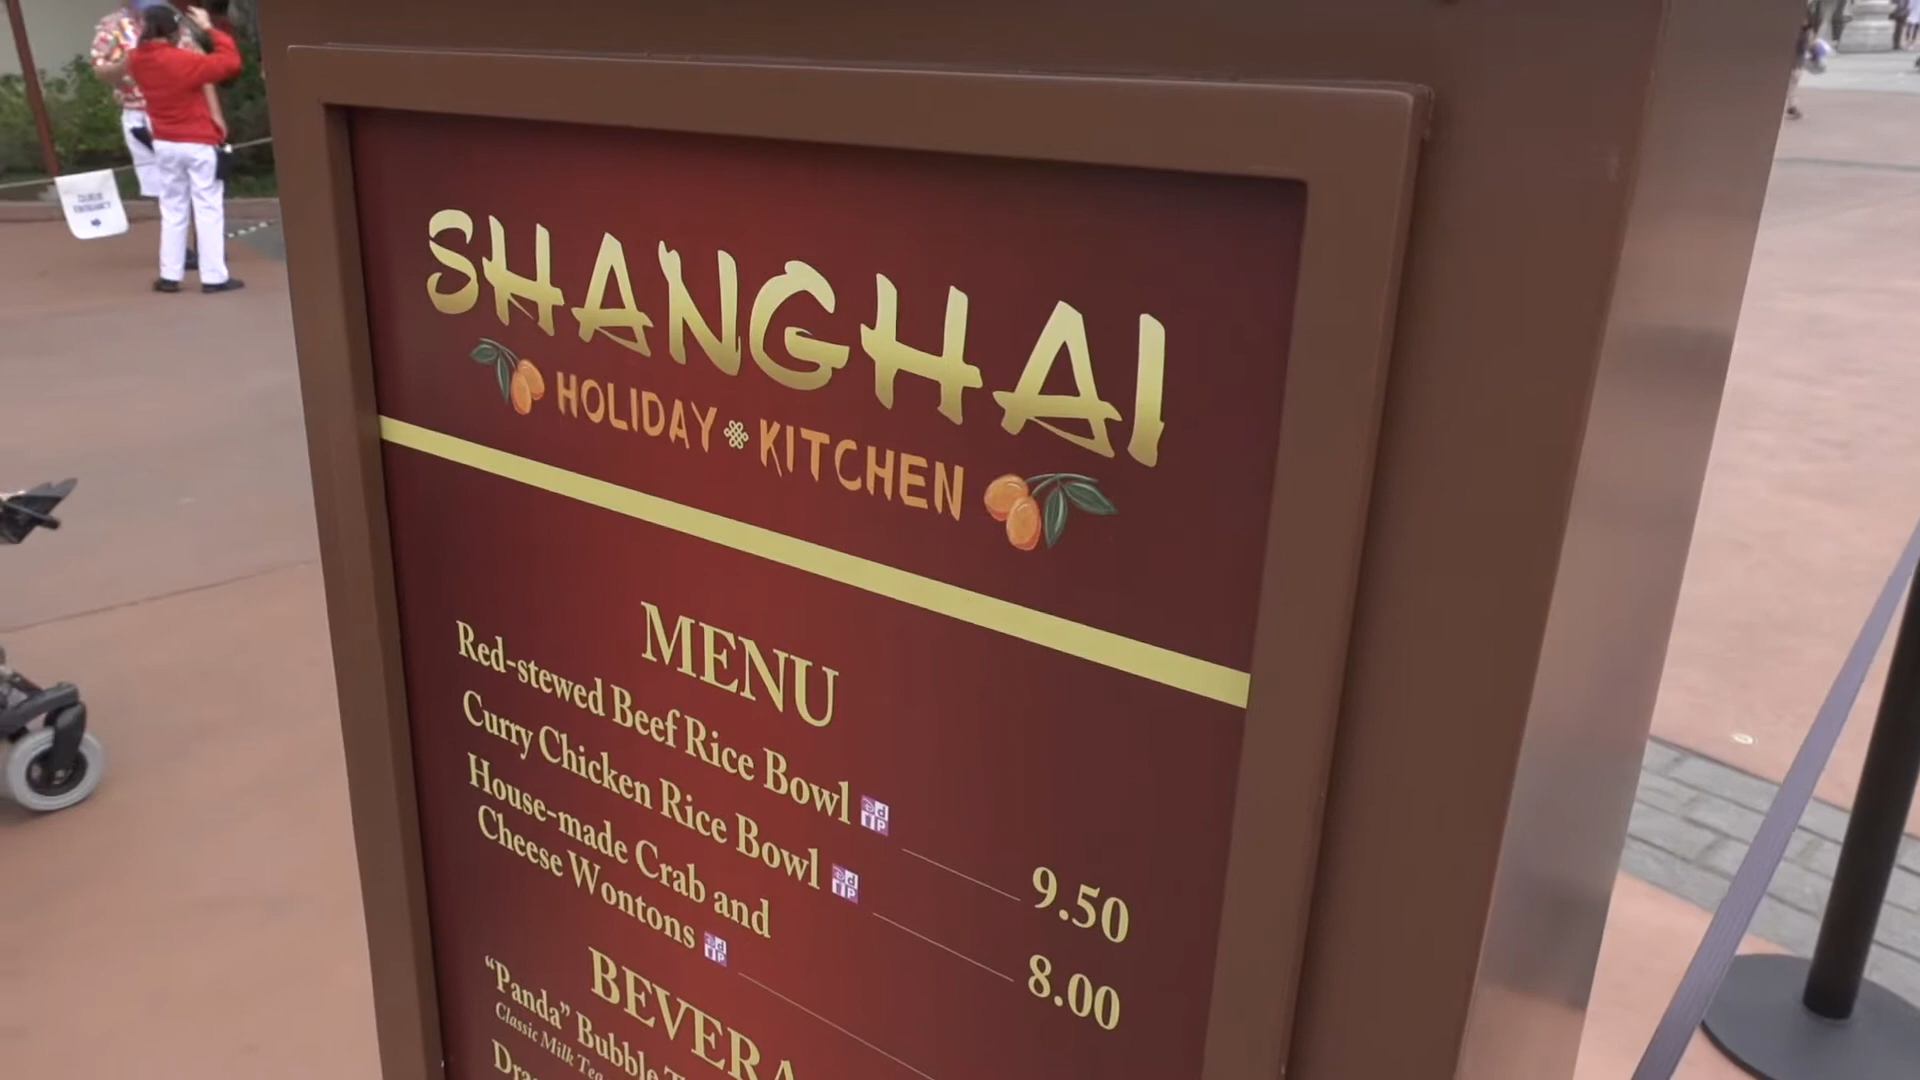 SHANGHAI
HOLIDAY KITCHEN
MENU
Red-stewed Beef Rice Bowl 9.50
Curry Chicken Rice Bowl 8.00
House-made Crab and
Cheese Wontons
BEVERA
"Panda" Bubble
Classic Milk Tea